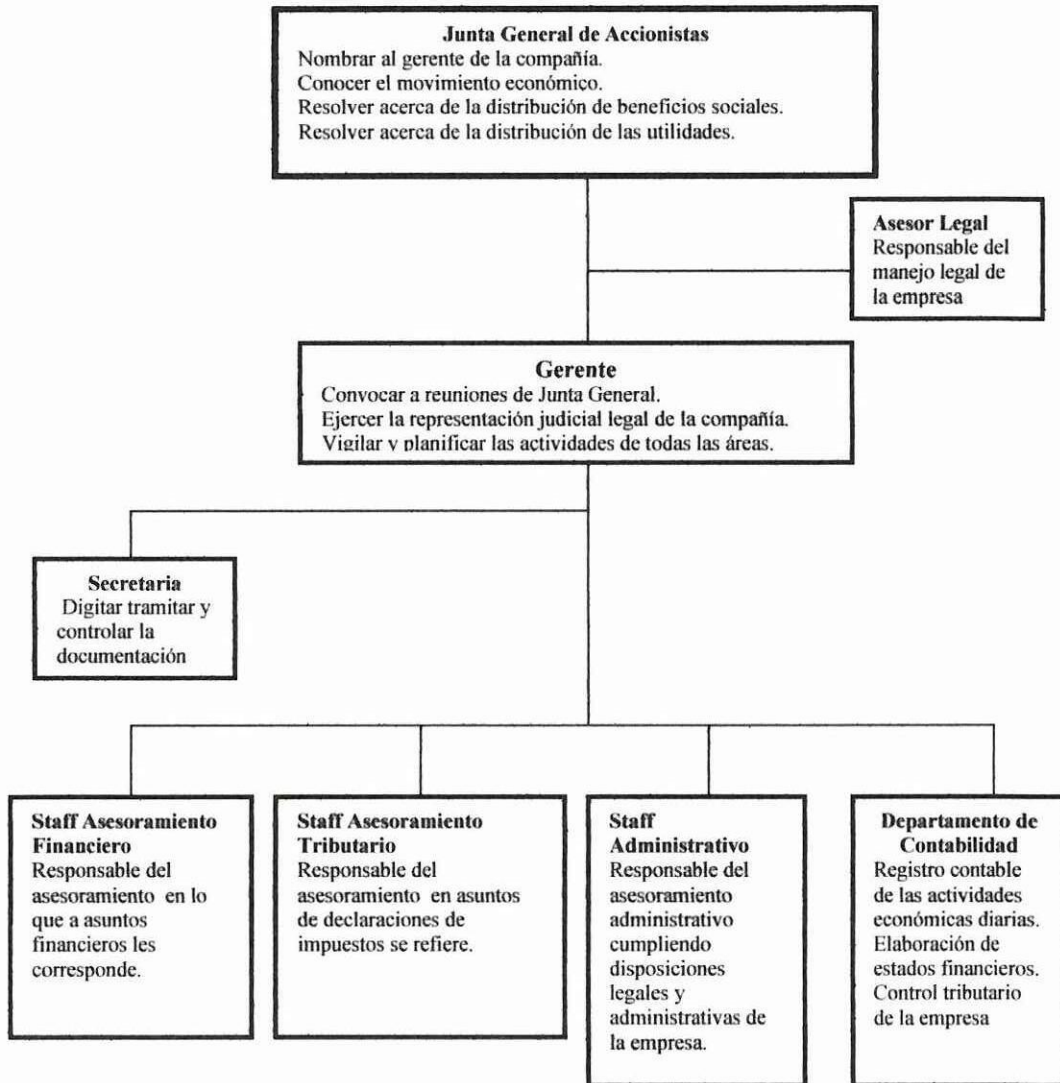 Junta General de Accionistas
Nombrar al gerente de la compañía.
Conocer el movimiento económico.
Resolver acerca de la distribución de beneficios sociales.
Resolver acerca de la distribución de las utilidades.
Asesor Legal
Responsable del
manejo legal de
la empresa
Gerente
Convocar a reuniones de Junta General.
Ejercer la representación judicial legal de la compañía.
Vigilar y planificar las actividades de todas las áreas.
Secretaria
Digitar tramitar y
controlar la
documentación
Staff Asesoramiento
Financiero
Responsable del
asesoramiento en lo
que a asuntos
financieros les
corresponde.
Staff Asesoramiento
Tributario
Responsable del
asesoramiento en asuntos
de declaraciones de
impuestos se refiere.
Staff
Administrativo
Responsable del
asesoramiento
administrativo
cumpliendo
disposiciones
legales y
administrativas de
la empresa.
Departamento de
Contabilidad
Registro contable
de las actividades
económicas diarias.
Elaboración de
estados financieros.
Control tributario
de la empresa